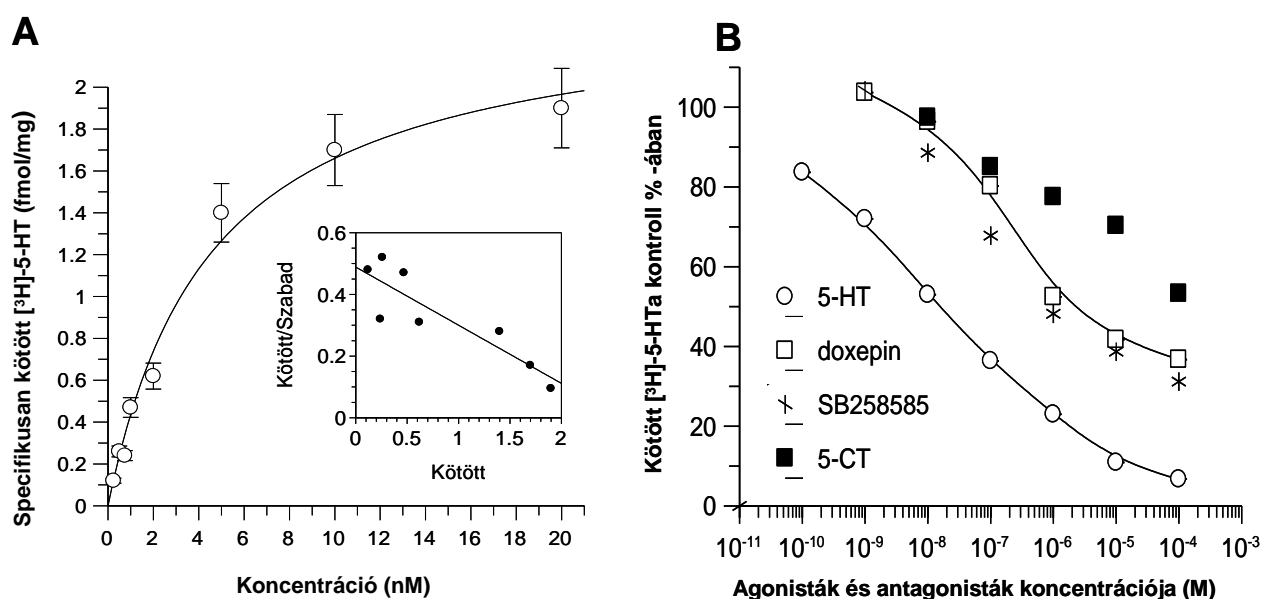 A
Specifikusan kötött [³H]-5-HT (fmol/mg)
2
1.8
1.6
1.4
1.2
1
0.8
0.6
0.4
0.2
0
0 2 4 6 8 10 12 14 16 18 20
Koncentráció (nM)
Kötött/Szabad
0.6
0.4
0.2
0
0 0.5 1 1.5 2
Kötött
B
Kötött [³H]-5-HTa kontroll % -ában
100
80
60
40
20
0
5-HT
doxepin
SB258585
5-CT
10⁻¹¹ 10⁻¹⁰ 10⁻⁹ 10⁻⁸ 10⁻⁷ 10⁻⁶ 10⁻⁵ 10⁻⁴ 10⁻³
Agonisták és antagonisták koncentrációja (M)